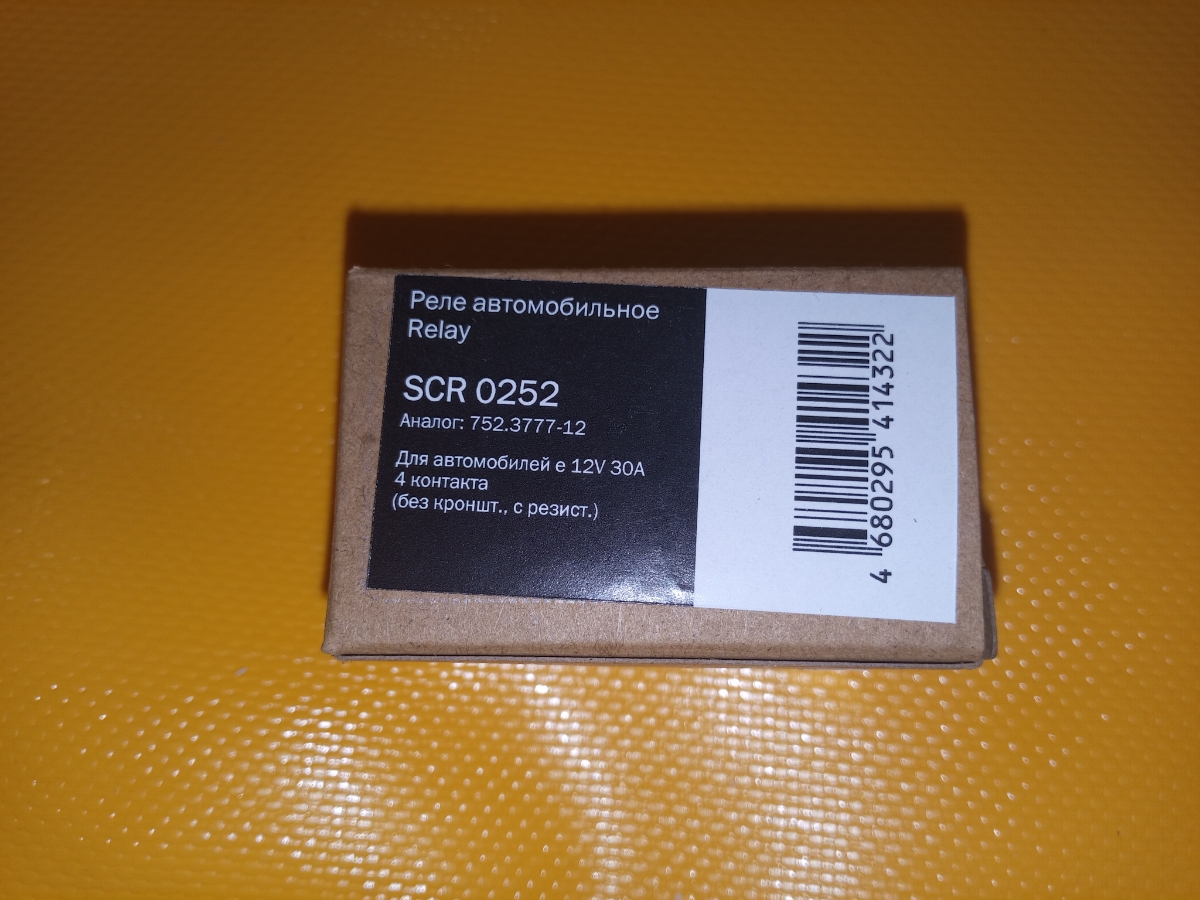 Реле автомобильное
Relay
SCR 0252
Аналог: 752.3777-12
Для автомобилей е 12V 30A
4 контакта
(без кроншт., с резист.)
4 680295 414322